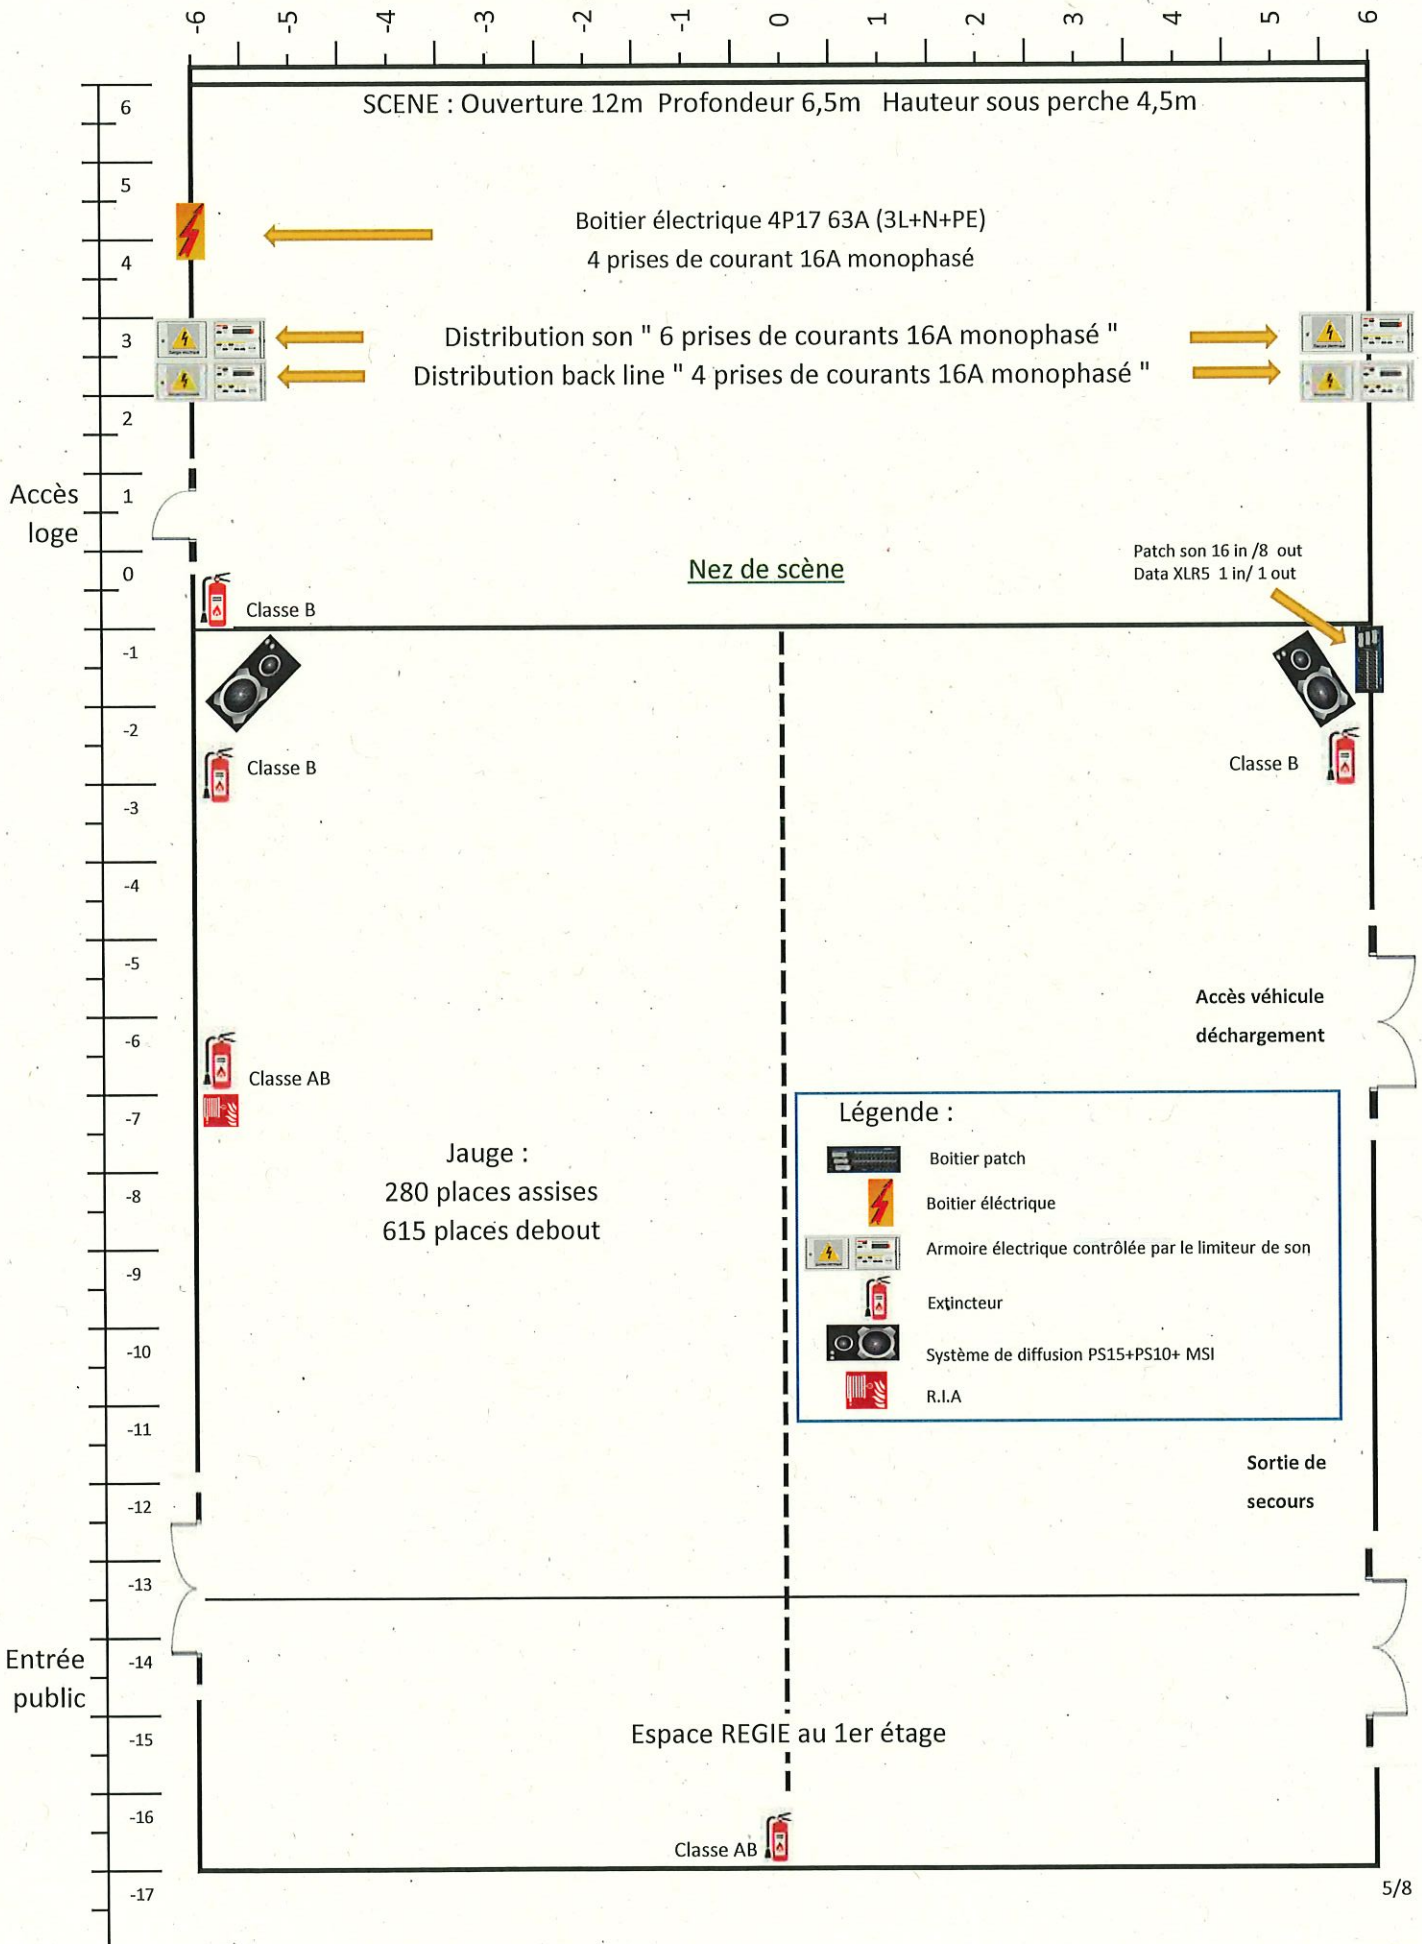 -6 -5 -4 -3 -2 -1 0 1 2 3 4 5 6
SCENE : Ouverture 12m Profondeur 6,5m Hauteur sous perche 4,5m
6
5
Boitier électrique 4P17 63A (3L+N+PE)
4 prises de courant 16A monophasé
4
3
Distribution son " 6 prises de courants 16A monophasé "
Distribution back line " 4 prises de courants 16A monophasé "
2
Accès
loge
1
0
Nez de scène
Patch son 16 in /8 out
Data XLR5 1 in/ 1 out
Classe B
-1
-2
Classe B
Classe B
-3
-4
-5
Accès véhicule
déchargement
-6
Classe AB
-7
Jauge :
280 places assises
615 places debout
-8
-9
-10
-11
Légende :
Boitier patch
Boitier éléctrique
Armoire électrique contrôlée par le limiteur de son
Extincteur
Système de diffusion PS15+PS10+ MSI
R.I.A
Sortie de
secours
-12
-13
Entrée
public
-14
-15
Espace REGIE au 1er étage
-16
Classe AB
-17
5/8